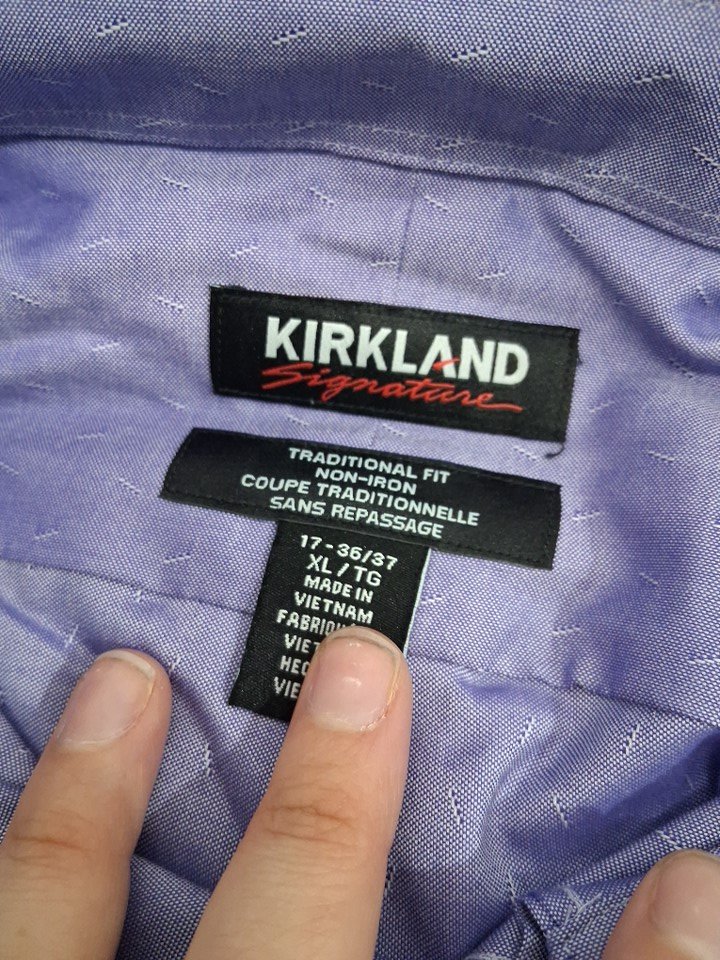 KIRKLAND
Signature
TRADITIONAL FIT
NON-IRON
COUPE TRADITIONNELLE
SANS REPASSAGE
17-36/37
XL/TG
MADE IN
VIETNAM